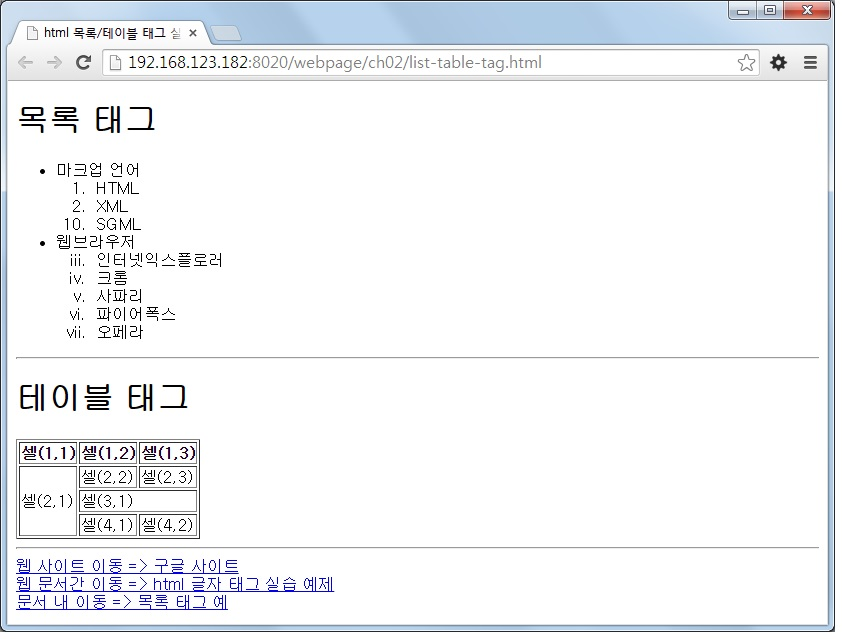 html 목록/테이블 태그 실
192.168.123.182:8020/webpage/ch02/list-table-tag.html
목록 태그
• 마크업 언어
1. HTML
2. XML
10. SGML
• 웹브라우저
iii. 인터넷익스플로러
iv. 크롬
v. 사파리
vi. 파이어폭스
vii. 오페라
테이블 태그
셀(1,1) 셀(1,2) 셀(1,3)
셀(2,2) 셀(2,3)
셀(2,1) 셀(3,1)
셀(4,1) 셀(4,2)
웹 사이트 이동 => 구글 사이트
웹 문서간 이동 => html 글자 태그 실습 예제
문서 내 이동 => 목록 태그 예